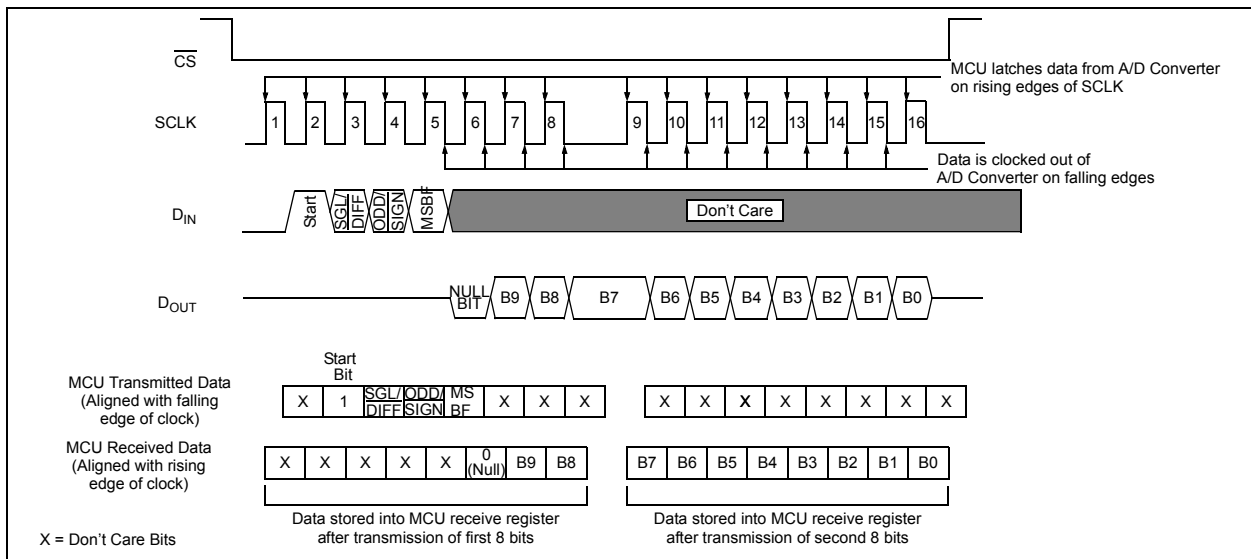 CS
MCU latches data from A/D Converter
on rising edges of SCLK
SCLK
1 2 3 4 5 6 7 8 9 10 11 12 13 14 15 16
Data is clocked out of
A/D Converter on falling edges
DIN
Start SGL/DIFF ODD/SIGN MSBF Don't Care
DOUT
NULL BIT B9 B8 B7 B6 B5 B4 B3 B2 B1 B0
Start
Bit
MCU Transmitted Data
(Aligned with falling
edge of clock)
X 1 SGL/DIFF ODD/SIGN MSBF X X X X X X X X X X X
MCU Received Data
(Aligned with rising
edge of clock)
X X X X X 0 (Null) B9 B8 B7 B6 B5 B4 B3 B2 B1 B0
Data stored into MCU receive register
after transmission of first 8 bits
Data stored into MCU receive register
after transmission of second 8 bits
X = Don't Care Bits